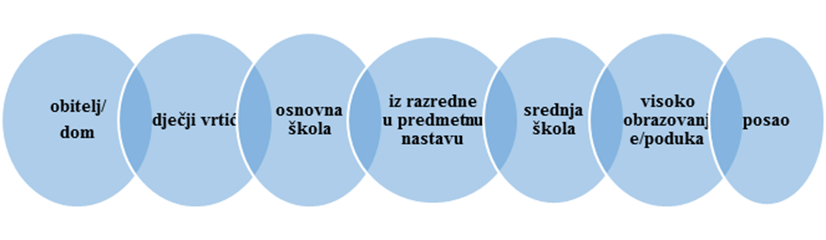 obitelj/
dom
dječji vrtić
osnovna
škola
iz razredne
u predmetnu
nastavu
srednja
škola
visoko
obrazovanj
e/poduka
posao